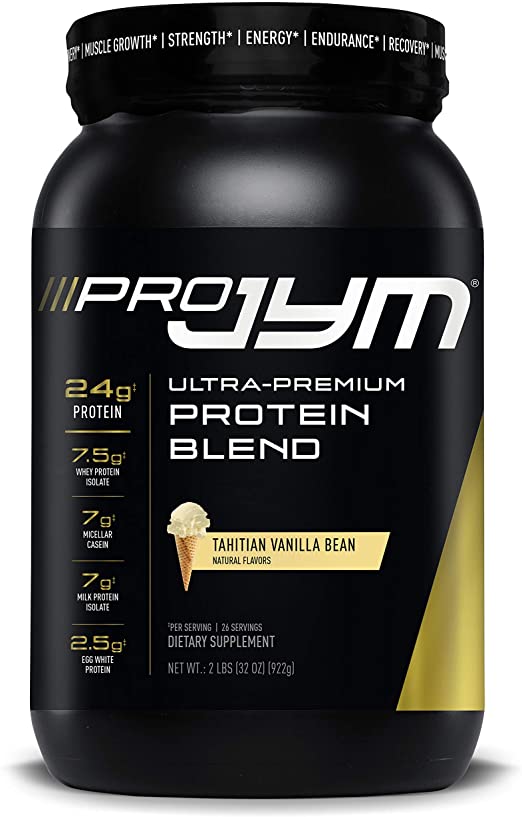 | MUSCLE GROWTH* | STRENGTH* | ENERGY* | ENDURANCE* | RECOVERY* |
///PROJYM®
24g‡
PROTEIN
7.5g‡
WHEY PROTEIN
ISOLATE
7g‡
MICELLAR
CASEIN
7g‡
MILK PROTEIN
ISOLATE
2.5g‡
EGG WHITE
PROTEIN
ULTRA-PREMIUM
PROTEIN
BLEND
TAHITIAN VANILLA BEAN
NATURAL FLAVORS
‡PER SERVING | 26 SERVINGS
DIETARY SUPPLEMENT
NET WT.: 2 LBS (32 OZ) (922g)